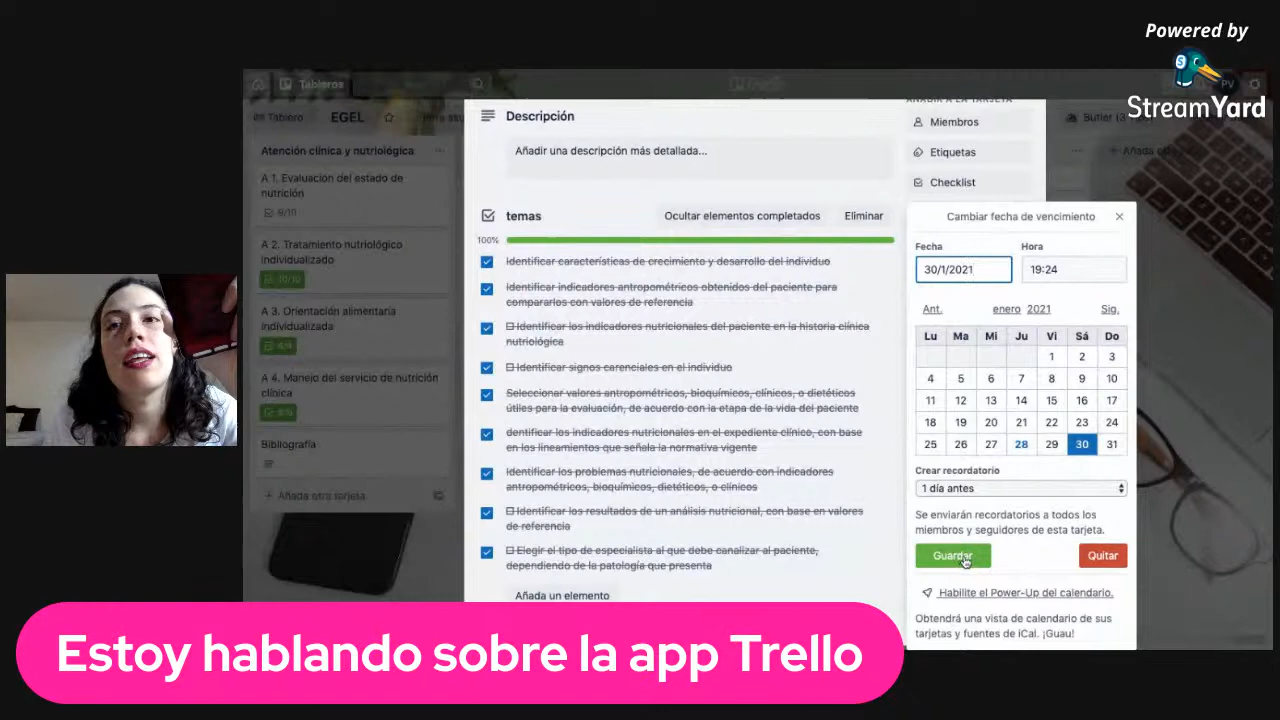 Powered by
StreamYard
Tableros
Tablero
EGEL
Butler (3
PV
Atención clínica y nutriológica
A 1. Evaluación del estado de
nutrición
9/10
A 2. Tratamiento nutriológico
individualizado
10/10
A 3. Orientación alimentaria
individualizada
A 4. Manejo del servicio de nutrición
clínica
Bibliografía
+ Añada otra tarjeta
Descripción
Añadir una descripción más detallada...
temas
Ocultar elementos completados
Eliminar
100%
Identificar características de crecimiento y desarrollo del individuo
Identificar indicadores antropométricos obtenidos del paciente para
compararlos con valores de referencia
Identificar los indicadores nutricionales del paciente en la historia clínica
nutriológica
Identificar signos carenciales en el individuo
Seleccionar valores antropométricos, bioquímicos, clínicos, o dietéticos
útiles para la evaluación, de acuerdo con la etapa de la vida del paciente
dentificar los indicadores nutricionales en el expediente clínico, con base
en los lineamientos que señala la normativa vigente
Identificar los problemas nutricionales, de acuerdo con indicadores
antropométricos, bioquímicos, dietéticos, o clínicos
Identificar los resultados de un análisis nutricional, con base en valores
de referencia
Elegir el tipo de especialista al que debe canalizar al paciente,
dependiendo de la patología que presenta
Añada un elemento
AÑADIR A LA TARJETA
Miembros
Etiquetas
Checklist
Cambiar fecha de vencimiento
Fecha Hora
30/1/2021 19:24
Ant. enero 2021 Sig.
Lu Ma Mi Ju Vi Sá Do
1 2 3
4 5 6 7 8 9 10
11 12 13 14 15 16 17
18 19 20 21 22 23 24
25 26 27 28 29 30 31
Crear recordatorio
1 día antes
Se enviarán recordatorios a todos los
miembros y seguidores de esta tarjeta.
Guardar Quitar
Habilite el Power-Up del calendario.
Obtendrá una vista de calendario de sus
tarjetas y fuentes de iCal. ¡Guau!
Estoy hablando sobre la app Trello